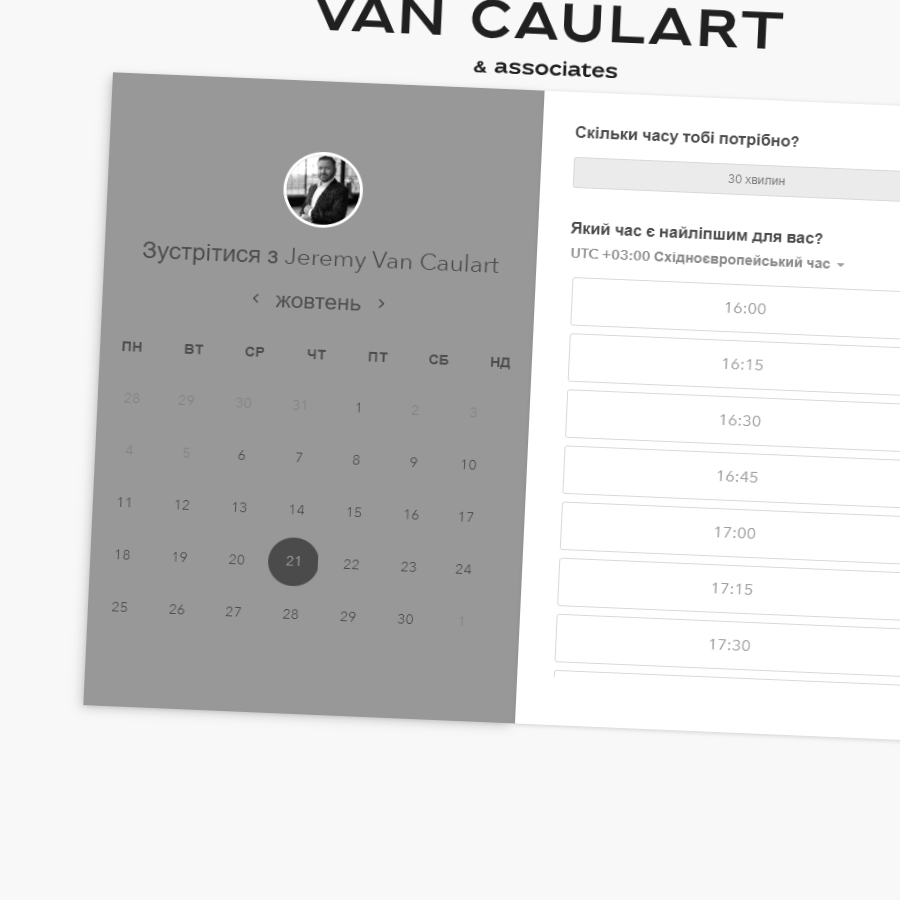 VAN CAULART
& associates
Зустрітися з Jeremy Van Caulart
‹ жовтень ›
ПН ВТ СР ЧТ ПТ СБ НД
28 29 30 31 1 2 3
4 5 6 7 8 9 10
11 12 13 14 15 16 17
18 19 20 21 22 23 24
25 26 27 28 29 30 1
Скільки часу тобі потрібно?
30 хвилин
Який час є найліпшим для вас?
UTC +03:00 Східноєвропейський час
16:00
16:15
16:30
16:45
17:00
17:15
17:30